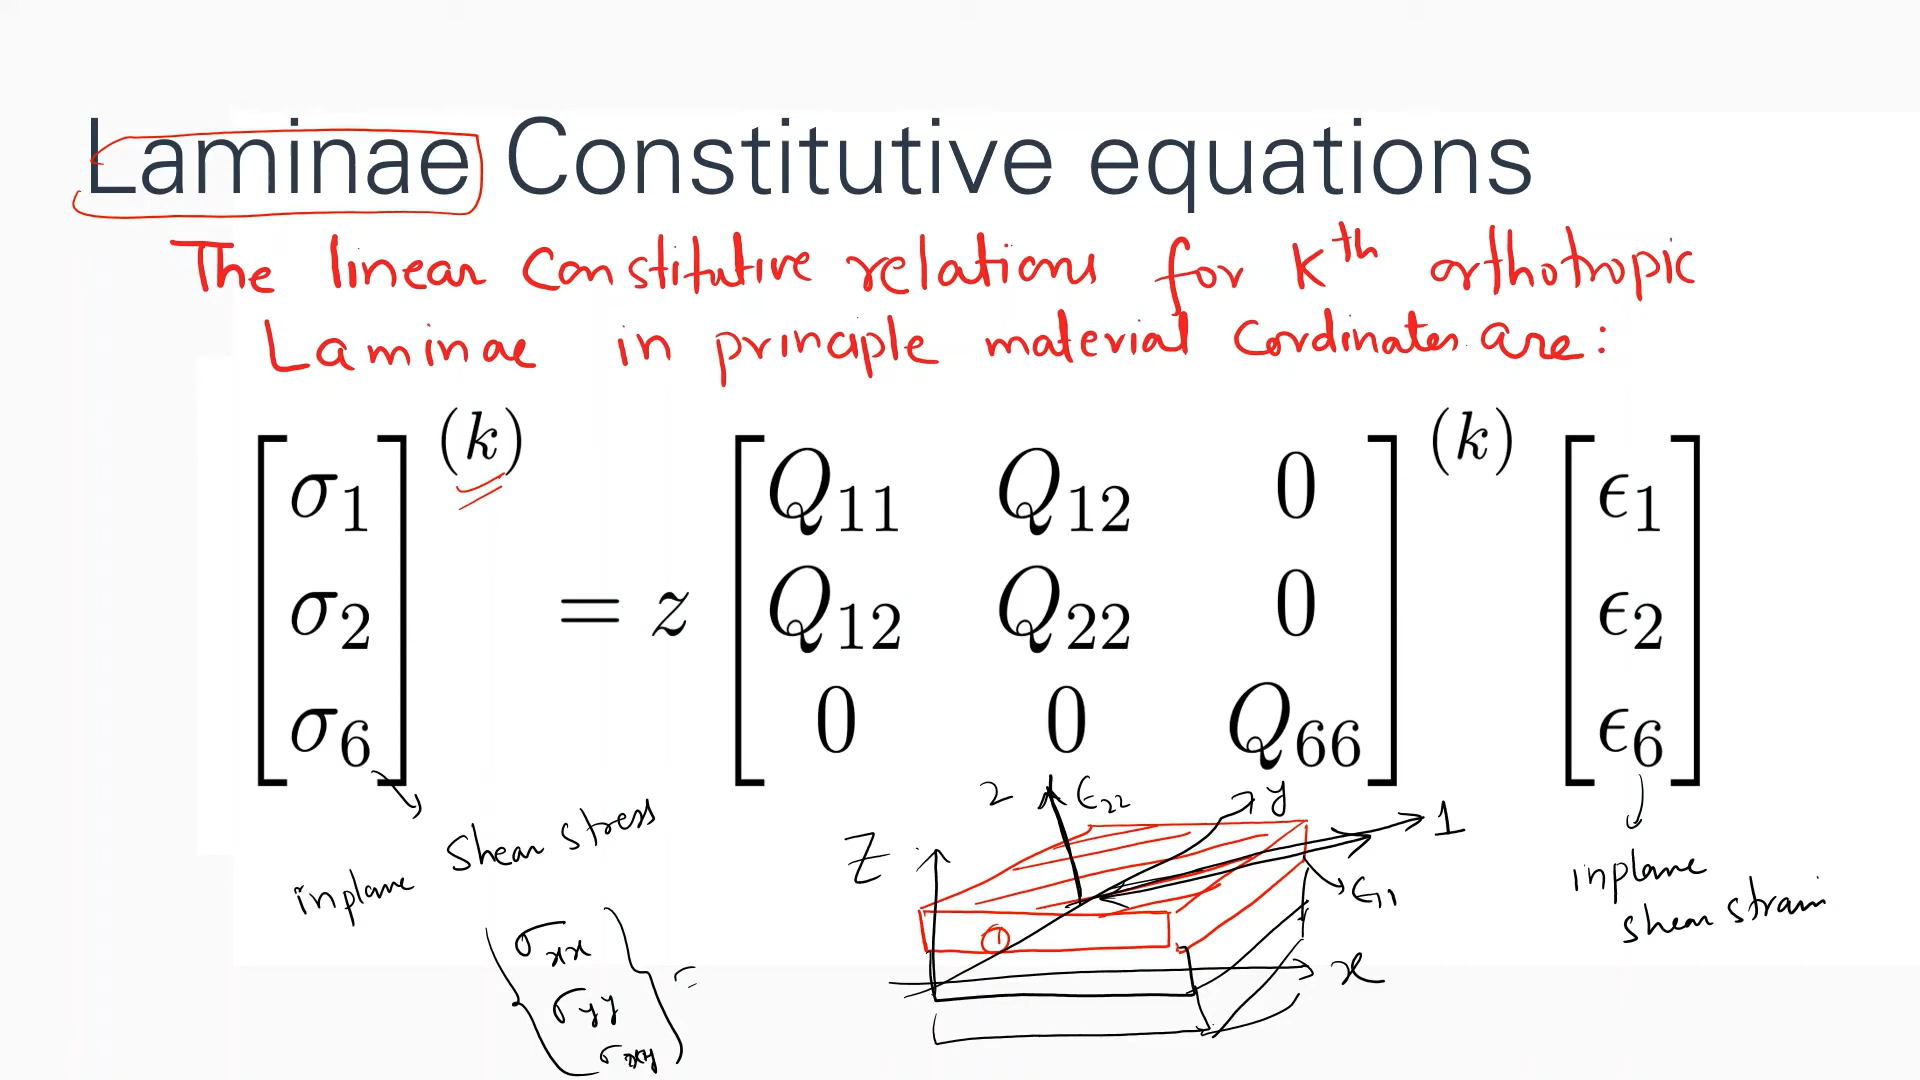 Laminae Constitutive equations
The linear Constitutive relations for Kth orthotropic
Laminae in principle material Cordinates are:
[σ1 σ2 σ6]^(k) = z [Q11 Q12 0; Q12 Q22 0; 0 0 Q66]^(k) [ϵ1 ϵ2 ϵ6]
inplane shear stress
{σxx
σyy
σxy} =
2 ϵ22
Z
y
1
ϵ11
1
x
inplane
shear strain